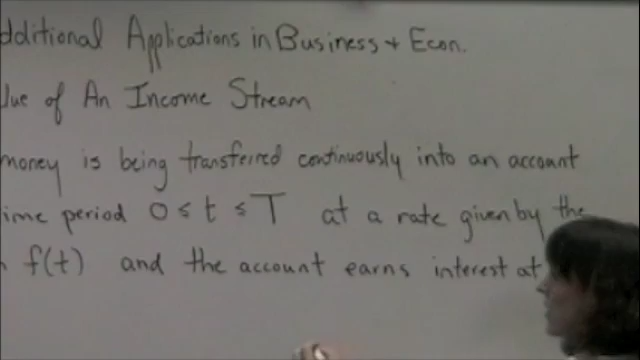 dditional Applications in Business + Econ.
lue of An Income Stream
money is being transferred continuously into an account
ime period 0 ≤ t ≤ T at a rate given by the
f(t) and the account earns interest at